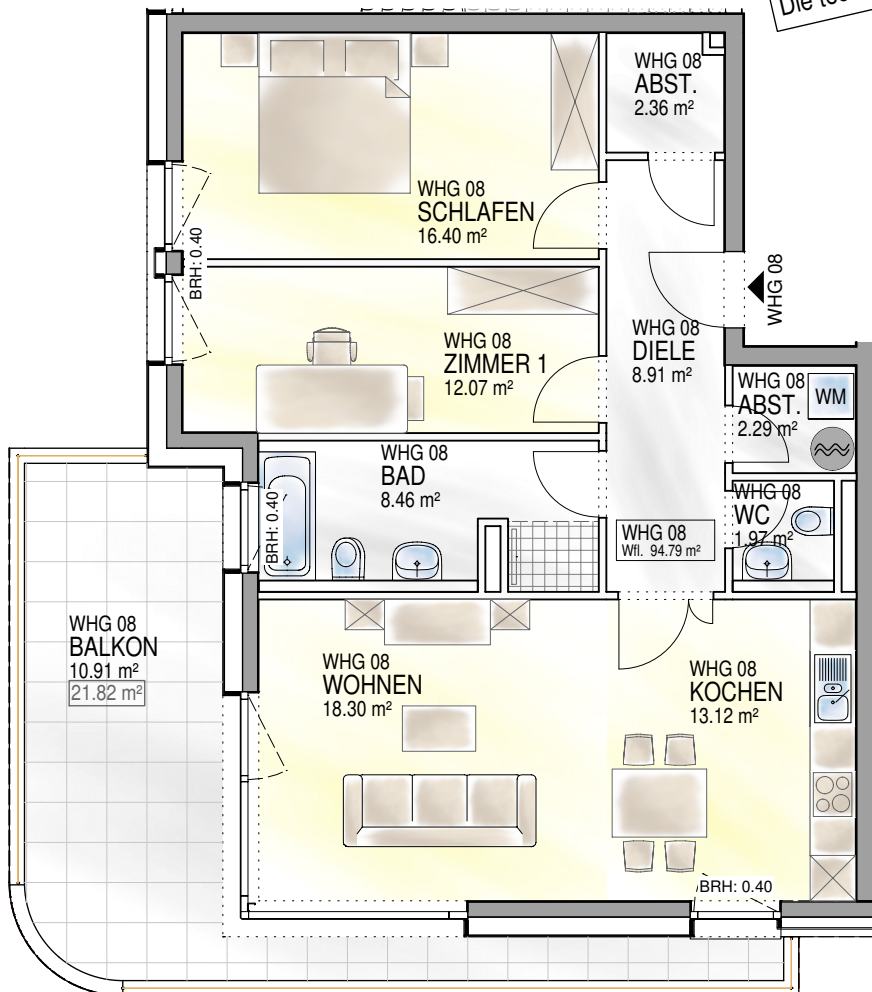 Die
WHG 08
ABST.
2.36 m²
WHG 08
SCHLAFEN
16.40 m²
BRH: 0.40
WHG 08
WHG 08
ZIMMER 1
12.07 m²
WHG 08
DIELE
8.91 m²
WHG 08
ABST.
2.29 m²
WM
WHG 08
BAD
8.46 m²
BRH: 0.40
WHG 08
WC
1.97 m²
WHG 08
Wfl. 94.79 m²
WHG 08
BALKON
10.91 m²
21.82 m²
WHG 08
WOHNEN
18.30 m²
WHG 08
KOCHEN
13.12 m²
BRH: 0.40